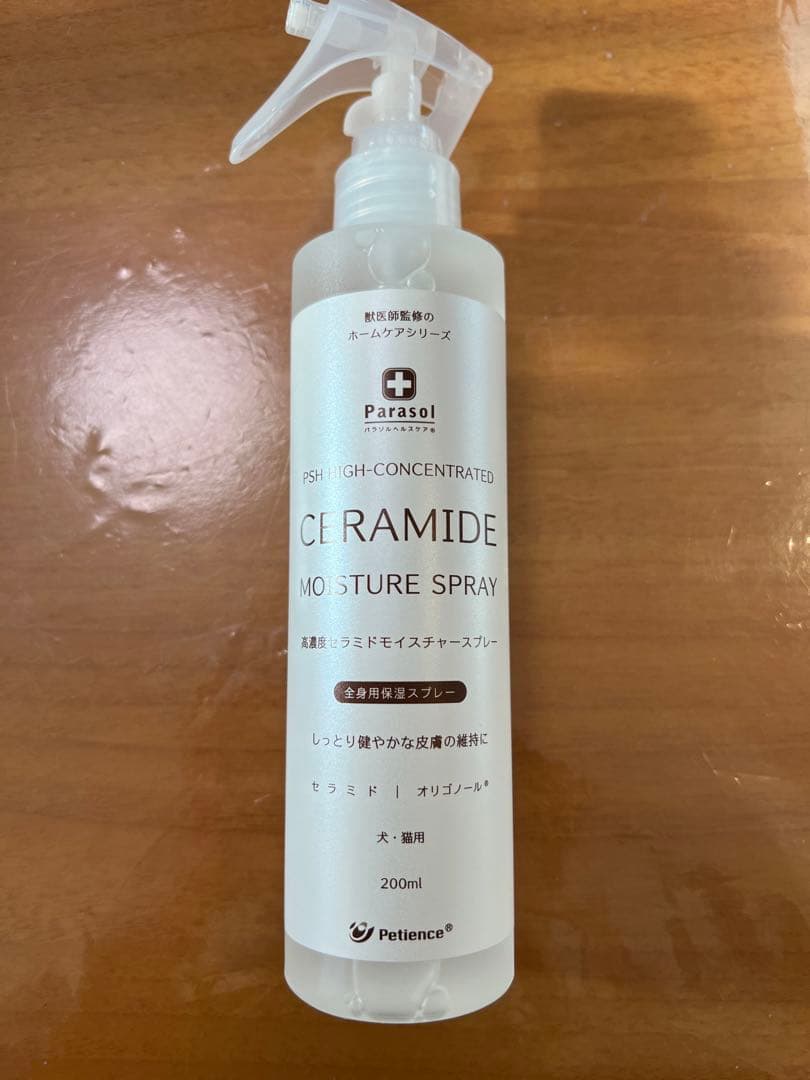 獣医師監修の
ホームケアシリーズ
Parasol
パラソルヘルスケア®
PSH HIGH-CONCENTRATED
CERAMIDE
MOISTURE SPRAY
高濃度セラミドモイスチャースプレー
全身用保湿スプレー
しっとり健やかな皮膚の維持に
セラミド | オリゴノール®
犬・猫用
200ml
Petience®